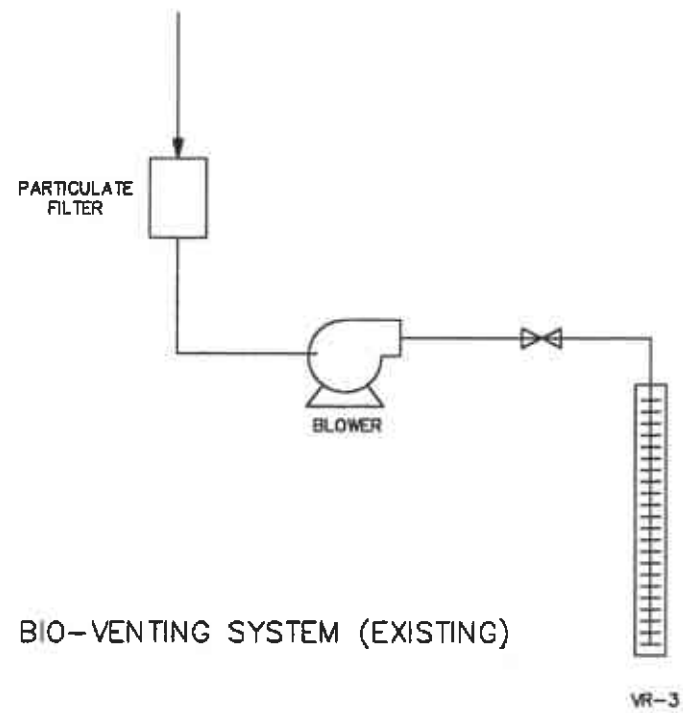 PARTICULATE
FILTER
BLOWER
BIO-VENTING SYSTEM (EXISTING)
VR-3